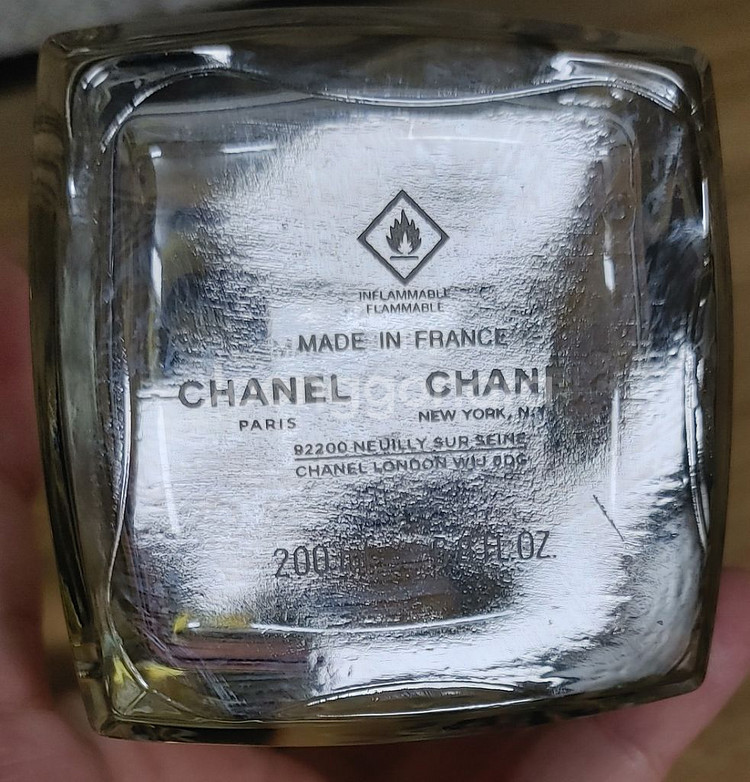 INFLAMMABLE
FLAMMABLE
MADE IN FRANCE
CHANEL CHANE
PARIS NEW YORK, N.Y.
92200 NEUILLY SUR SEINE
CHANEL LONDON W1J 6DG
200 FL.OZ.